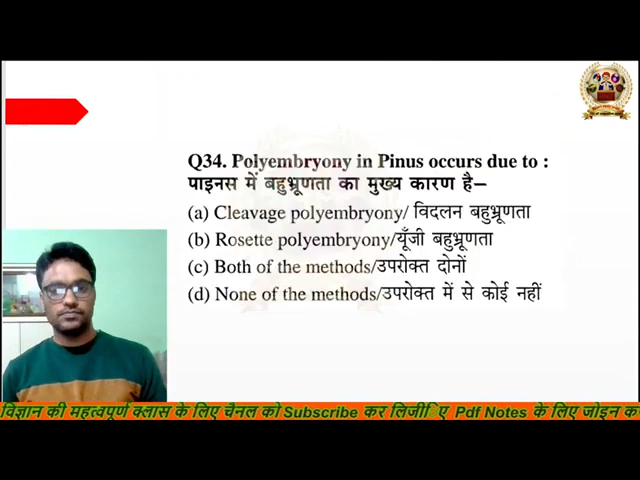 Q34. Polyembryony in Pinus occurs due to :
पाइनस में बहुभ्रूणता का मुख्य कारण है–
(a) Cleavage polyembryony/ विदलन बहुभ्रूणता
(b) Rosette polyembryony/यूँजी बहुभ्रूणता
(c) Both of the methods/उपरोक्त दोनों
(d) None of the methods/उपरोक्त में से कोई नहीं
विज्ञान की महत्वपूर्ण क्लास के लिए चैनल को Subscribe कर लिजीिए Pdf Notes के लिए जोइन